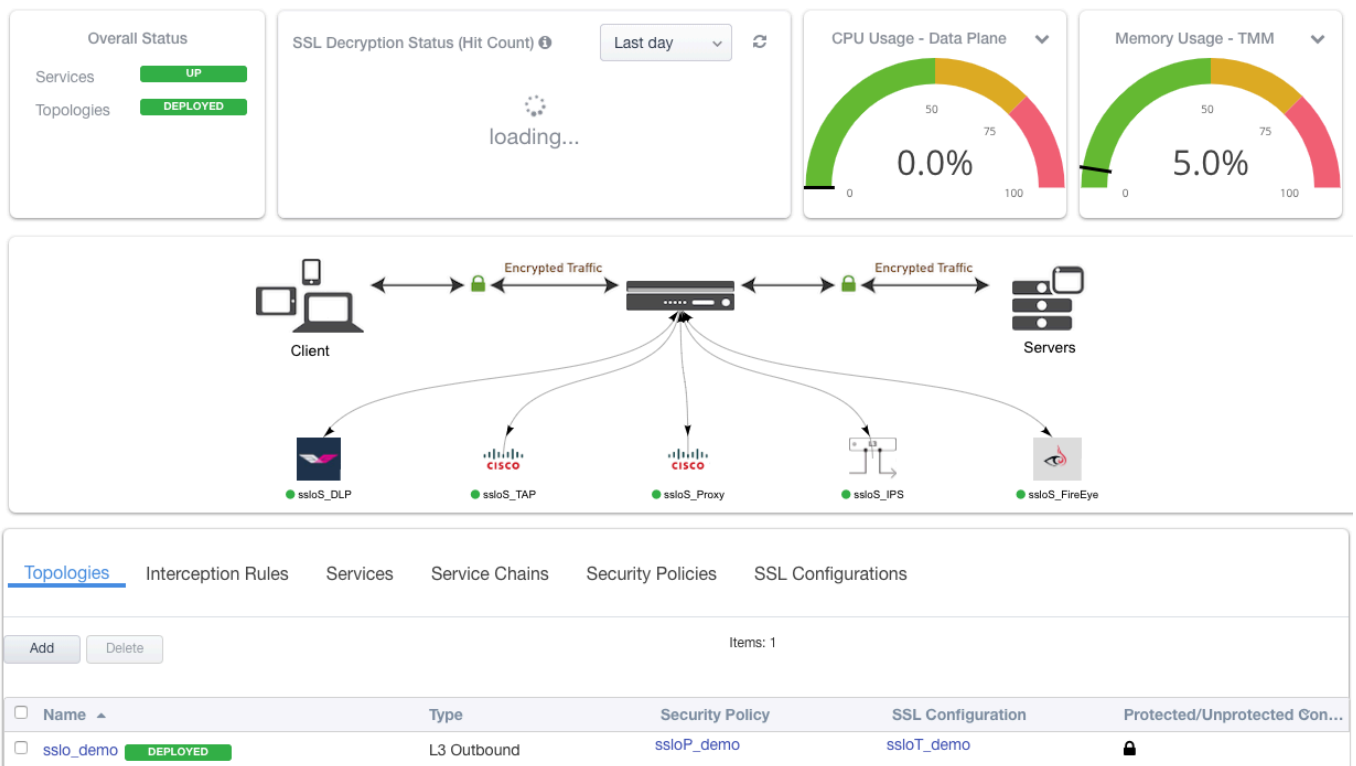 Overall Status
Services UP
Topologies DEPLOYED
SSL Decryption Status (Hit Count)
Last day
loading...
CPU Usage - Data Plane
50
75
0.0%
0 100
Memory Usage - TMM
50
75
5.0%
0 100
Encrypted Traffic Encrypted Traffic
Client Servers
L3
CISCO CISCO
ssloS_DLP ssloS_TAP ssloS_Proxy ssloS_IPS ssloS_FireEye
Topologies Interception Rules Services Service Chains Security Policies SSL Configurations
Add Delete Items: 1
Name Type Security Policy SSL Configuration Protected/Unprotected Con...
sslo_demo DEPLOYED L3 Outbound ssloP_demo ssloT_demo